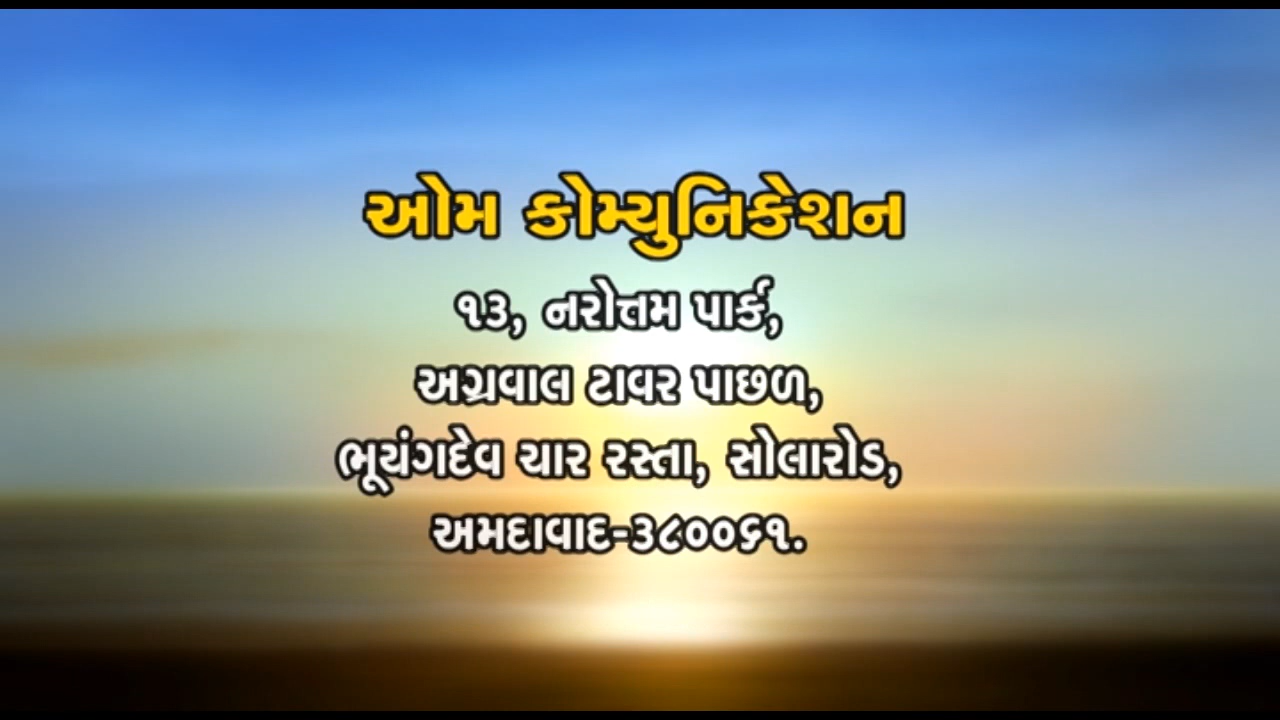 ઓમ કોમ્યુનિકેશન
૧૩, નરોત્તમ પાર્ક,
અગ્રવાલ ટાવર પાછળ,
ભૂયંગદેવ ચાર રસ્તા, સોલારોડ,
અમદાવાદ-૩૮૦૦૬૧.